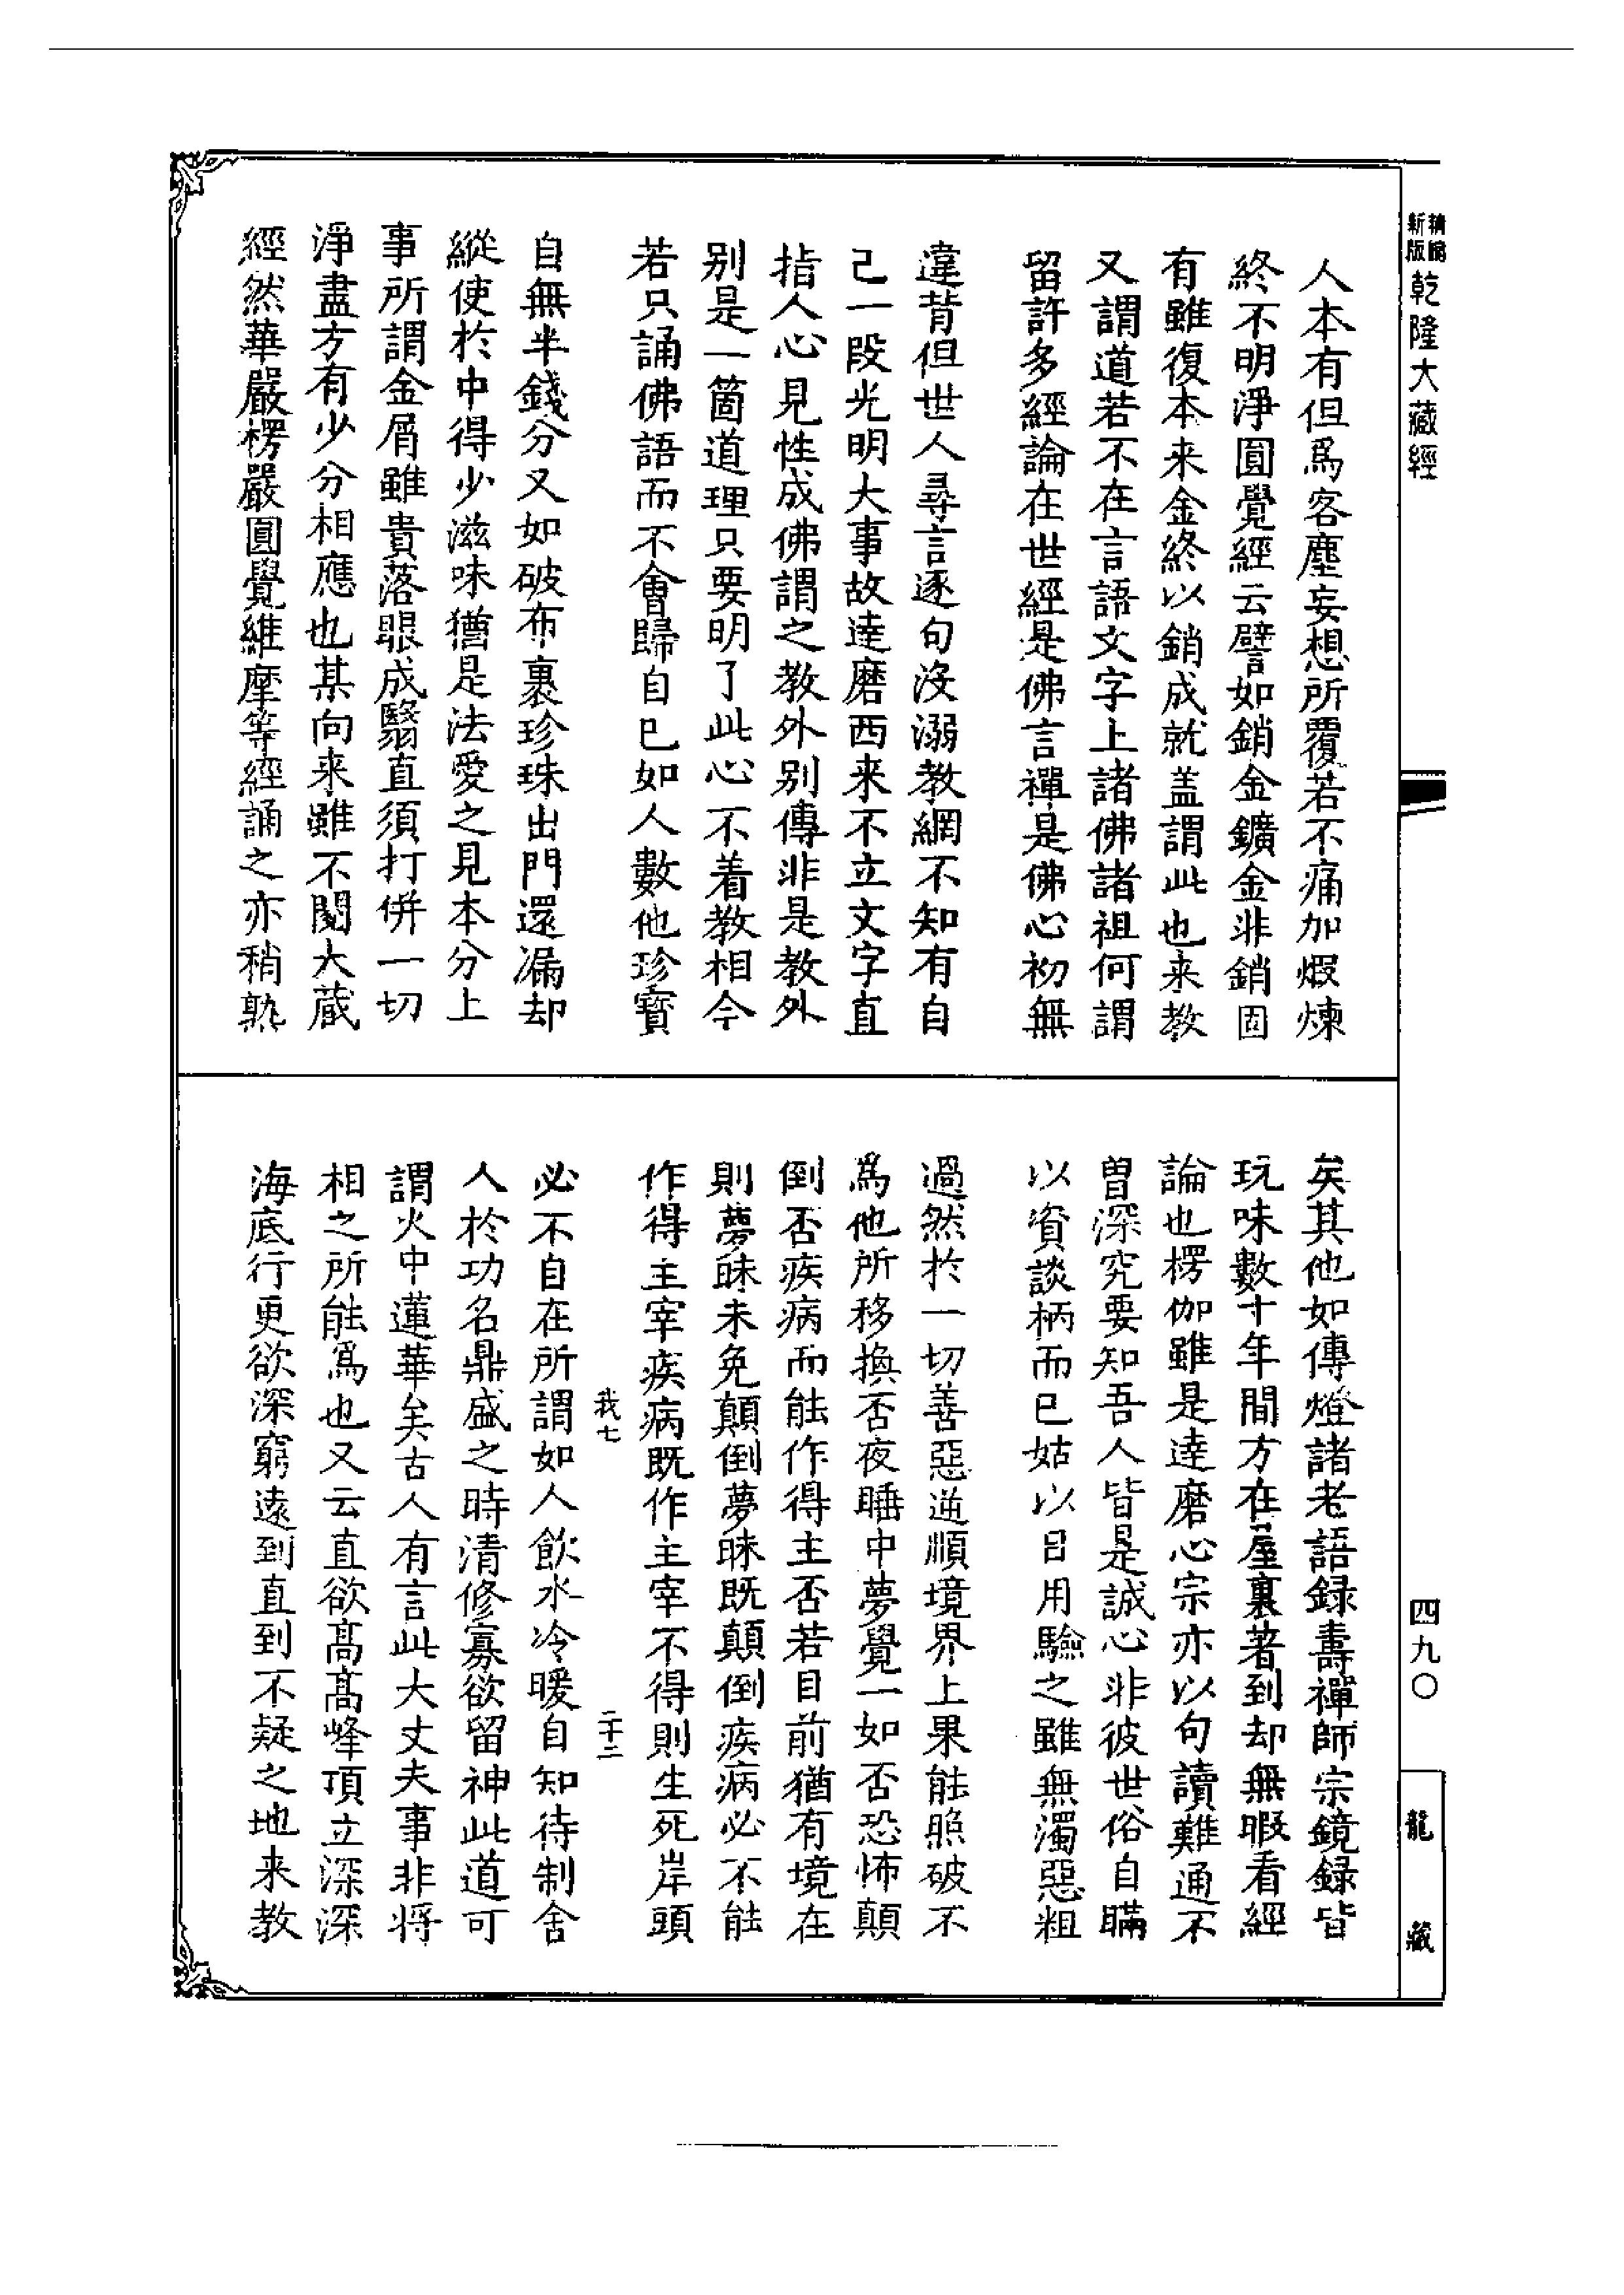 新編
新版
乾隆大藏經
四九〇
龍藏
人本有但爲客塵妄想所覆若不痛加煆煉
終不明淨圓覺經云譬如銷金鑛金非銷固
有雖復本来金終以銷成就盖謂此也来教
又謂道若不在言語文字上諸佛諸祖何謂
留許多經論在世經是佛言禪是佛心初無
違背但世人尋言逐句没溺教網不知有自
己一段光明大事故達磨西来不立文字直
指人心見性成佛謂之教外别傳非是教外
别是一箇道理只要明了此心不着教相今
若只誦佛語而不會歸自巳如人數他珍寶
自無半錢分又如破布裹珍珠出門還漏却
縱使於中得少滋味猶是法愛之見本分上
事所謂金屑雖貴落眼成翳直須打併一切
淨盡方有少分相應也某向来雖不閱大藏
經然華嚴楞嚴圓覺維摩等經誦之亦稍熟
矣其他如傳燈諸老語録壽禪師宗鏡録皆
玩味數十年間方在屋裏著到却無暇看經
論也楞伽雖是達磨心宗亦以句讀難通不
曽深究要知吾人皆是誠心非彼世俗自瞞
以資談柄而巳姑以日用驗之雖無濁惡粗
過然於一切善惡逆順境界上果能照破不
爲他所移換否夜睡中夢覺一如否恐怖顛
倒否疾病而能作得主否若目前猶有境在
則夢昧未免顛倒夢昧既顛倒疾病必不能
作得主宰疾病既作主宰不得則生死岸頭
我七
二十二
必不自在所謂如人飲水冷暖自知待制舍
人於功名鼎盛之時清修寡欲留神此道可
謂火中蓮華矣古人有言此大丈夫事非將
相之所能爲也又云直欲髙髙峰頂立深深
海底行更欲深窮遠到直到不疑之地来教